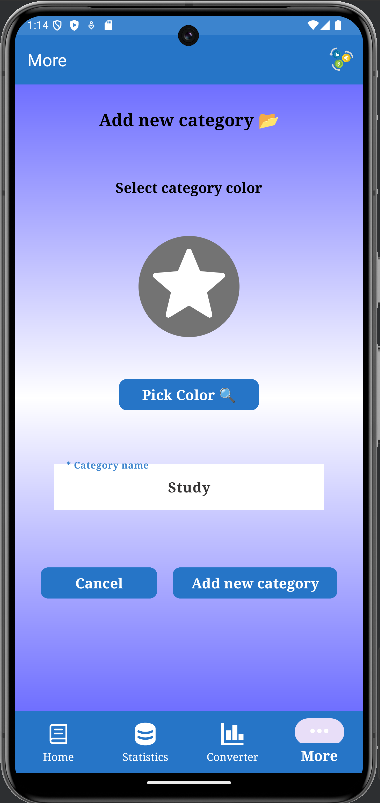 1:14
More
Add new category 📂
Select category color
Pick Color 🔍
* Category name
Study
Cancel Add new category
Home Statistics Converter More